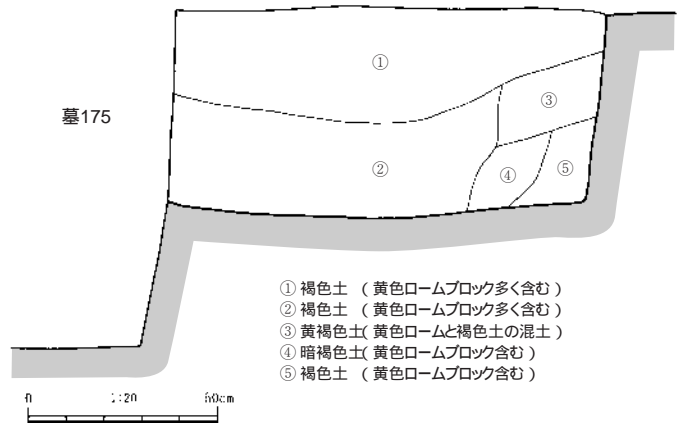 ①
③
墓175
②
④
⑤
① 褐色土 (黄色ロームブロック多く含む)
② 褐色土 (黄色ロームブロック多く含む)
③ 黄褐色土(黄色ロームと褐色土の混土)
④ 暗褐色土(黄色ロームブロック含む)
⑤ 褐色土 (黄色ロームブロック含む)
0 1:20 50cm